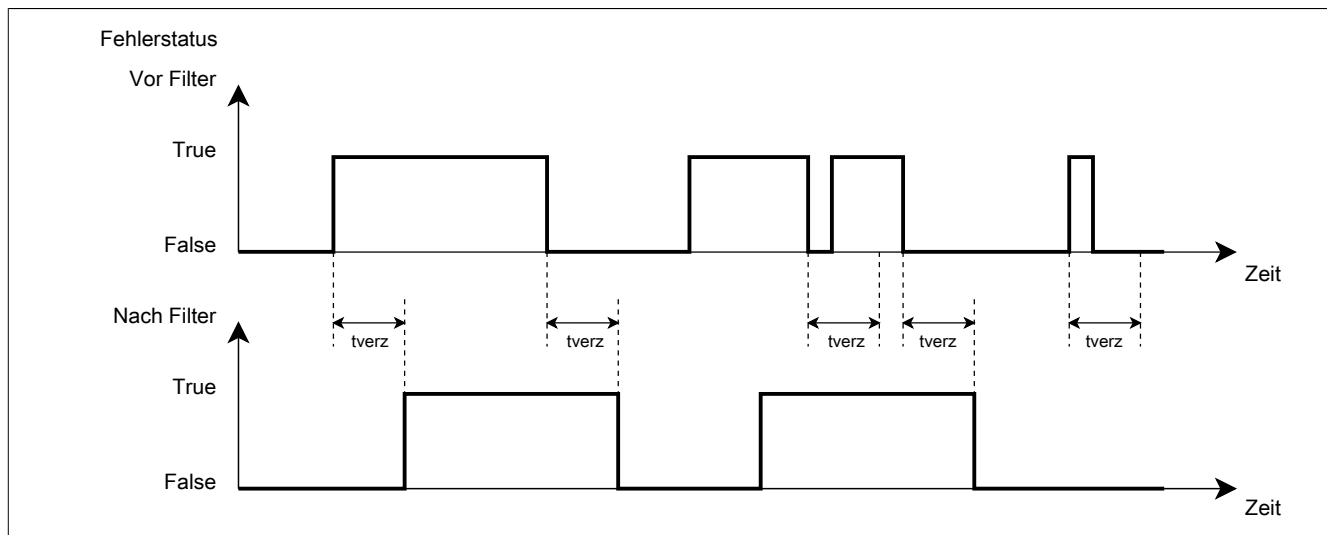 Fehlerstatus
Vor Filter
True
False
Zeit
Nach Filter
tverz
tverz
tverz
tverz
tverz
True
False
Zeit